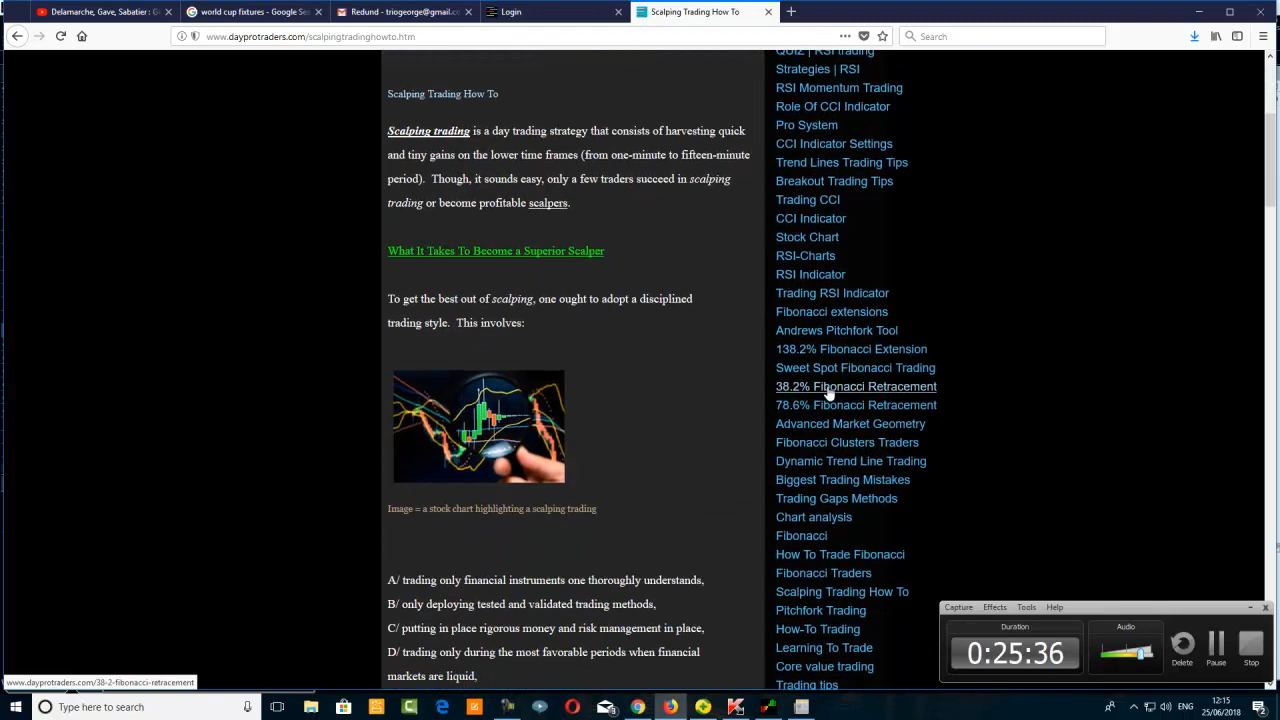 Delamarche, Gave, Sabatier : G
world cup fixtures - Google Sea
Redund - triogeorge@gmail.co
Login
Scalping Trading How To
www.dayprotraders.com/scalpingtradinghowto.htm
Search
Scalping Trading How To
Scalping trading is a day trading strategy that consists of harvesting quick
and tiny gains on the lower time frames (from one-minute to fifteen-minute
period). Though, it sounds easy, only a few traders succeed in scalping
trading or become profitable scalpers.
What It Takes To Become a Superior Scalper
To get the best out of scalping, one ought to adopt a disciplined
trading style. This involves:
Image = a stock chart highlighting a scalping trading
A/ trading only financial instruments one thoroughly understands,
B/ only deploying tested and validated trading methods,
C/ putting in place rigorous money and risk management in place,
D/ trading only during the most favorable periods when financial
markets are liquid,
QUIZ | RSI trading
Strategies | RSI
RSI Momentum Trading
Role Of CCI Indicator
Pro System
CCI Indicator Settings
Trend Lines Trading Tips
Breakout Trading Tips
Trading CCI
CCI Indicator
Stock Chart
RSI-Charts
RSI Indicator
Trading RSI Indicator
Fibonacci extensions
Andrews Pitchfork Tool
138.2% Fibonacci Extension
Sweet Spot Fibonacci Trading
38.2% Fibonacci Retracement
78.6% Fibonacci Retracement
Advanced Market Geometry
Fibonacci Clusters Traders
Dynamic Trend Line Trading
Biggest Trading Mistakes
Trading Gaps Methods
Chart analysis
Fibonacci
How To Trade Fibonacci
Fibonacci Traders
Scalping Trading How To
Pitchfork Trading
How-To Trading
Learning To Trade
Core value trading
Trading tips
Capture Effects Tools Help
Duration
0:25:36
Audio
Delete Pause Stop
www.dayprotraders.com/38-2-fibonacci-retracement
Type here to search
3
ENG
12:15
25/06/2018